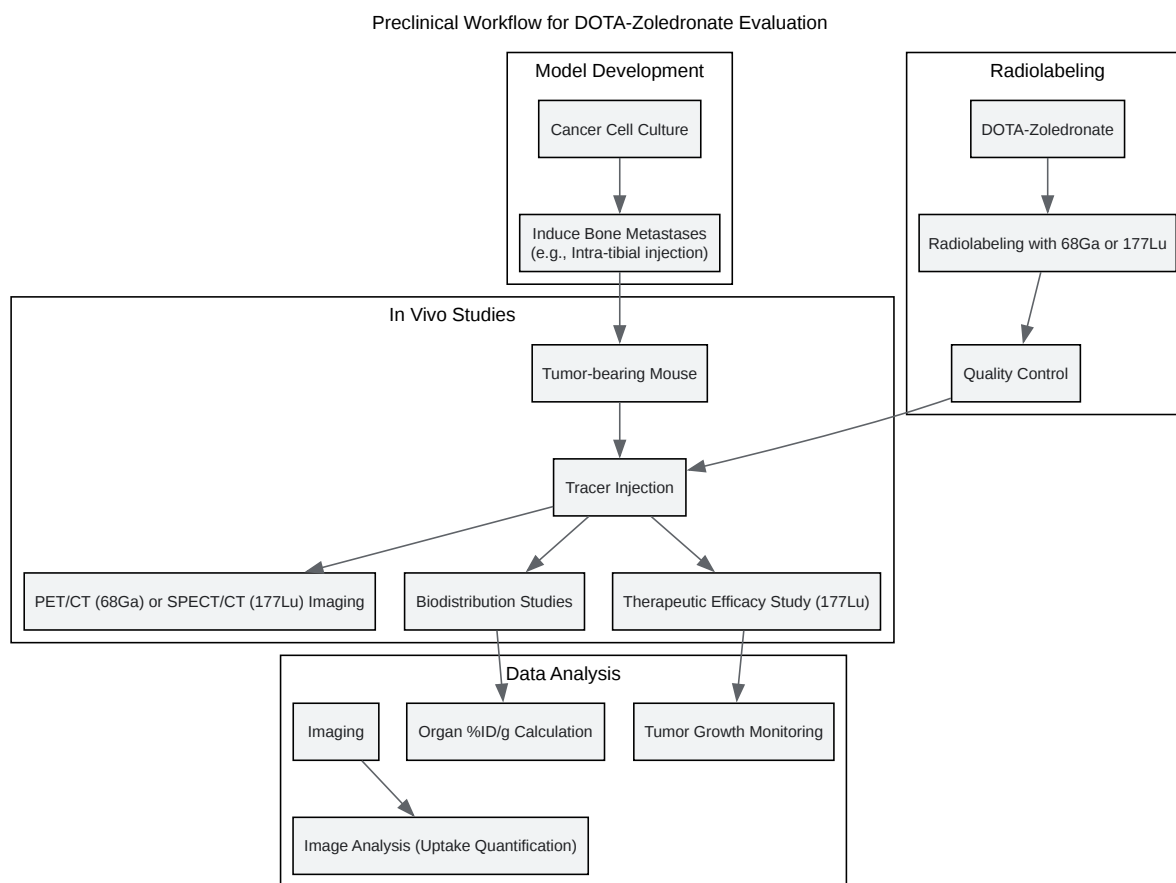 Preclinical Workflow for DOTA-Zoledronate Evaluation
Model Development
Cancer Cell Culture
Induce Bone Metastases
(e.g., Intra-tibial injection)
Radiolabeling
DOTA-Zoledronate
Radiolabeling with 68Ga or 177Lu
Quality Control
In Vivo Studies
Tumor-bearing Mouse
Tracer Injection
PET/CT (68Ga) or SPECT/CT (177Lu) Imaging
Biodistribution Studies
Therapeutic Efficacy Study (177Lu)
Data Analysis
Imaging
Organ %ID/g Calculation
Tumor Growth Monitoring
Image Analysis (Uptake Quantification)